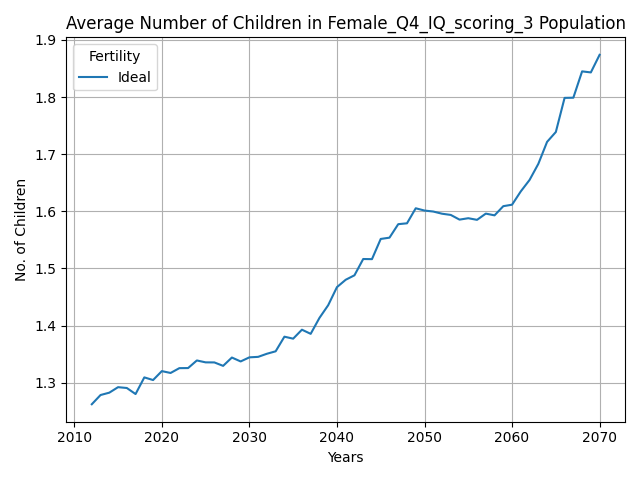 Average Number of Children in Female_Q4_IQ_scoring_3 Population
Fertility
Ideal
No. of Children
1.9
1.8
1.7
1.6
1.5
1.4
1.3
2010 2020 2030 2040 2050 2060 2070
Years